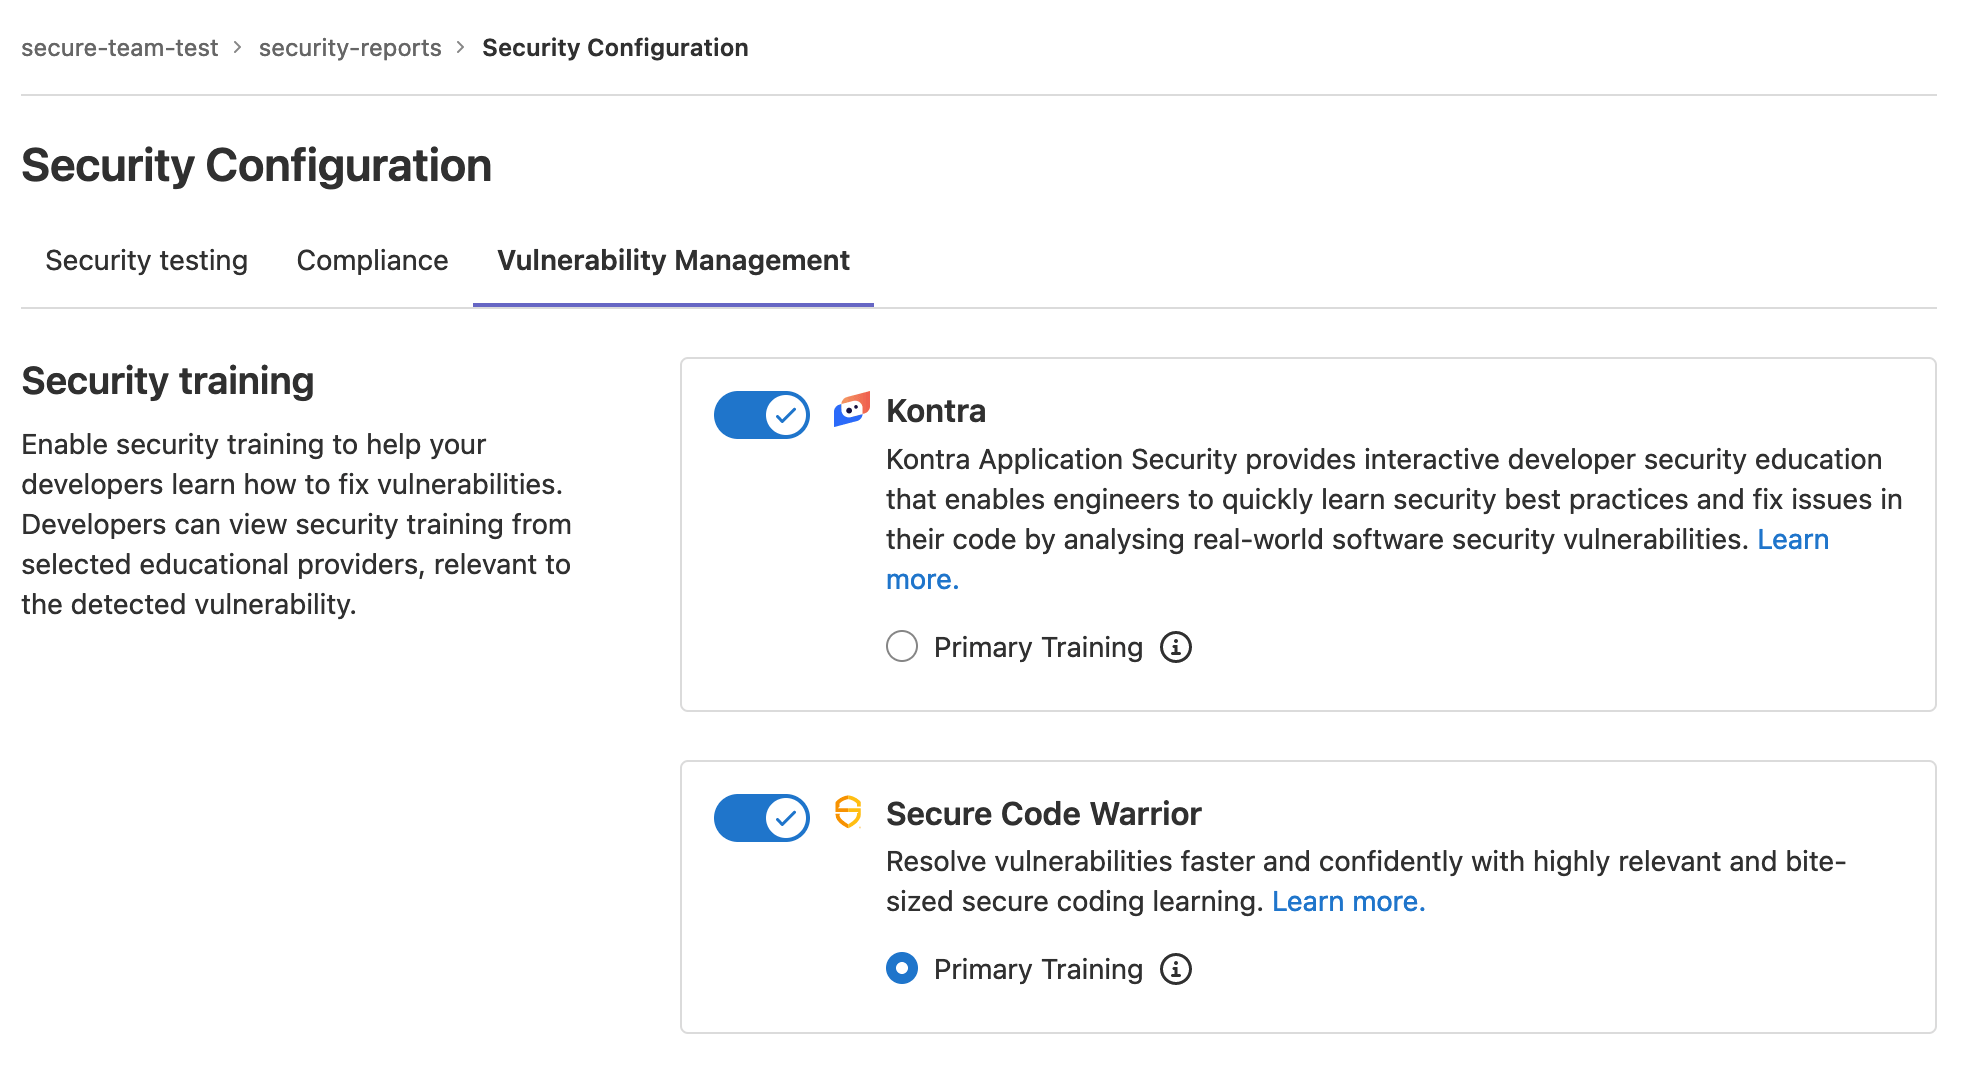 secure-team-test > security-reports > Security Configuration
Security Configuration
Security testing Compliance Vulnerability Management
Security training
Enable security training to help your
developers learn how to fix vulnerabilities.
Developers can view security training from
selected educational providers, relevant to
the detected vulnerability.
Kontra
Kontra Application Security provides interactive developer security education
that enables engineers to quickly learn security best practices and fix issues in
their code by analysing real-world software security vulnerabilities. Learn
more.
Primary Training
Secure Code Warrior
Resolve vulnerabilities faster and confidently with highly relevant and bite-
sized secure coding learning. Learn more.
Primary Training